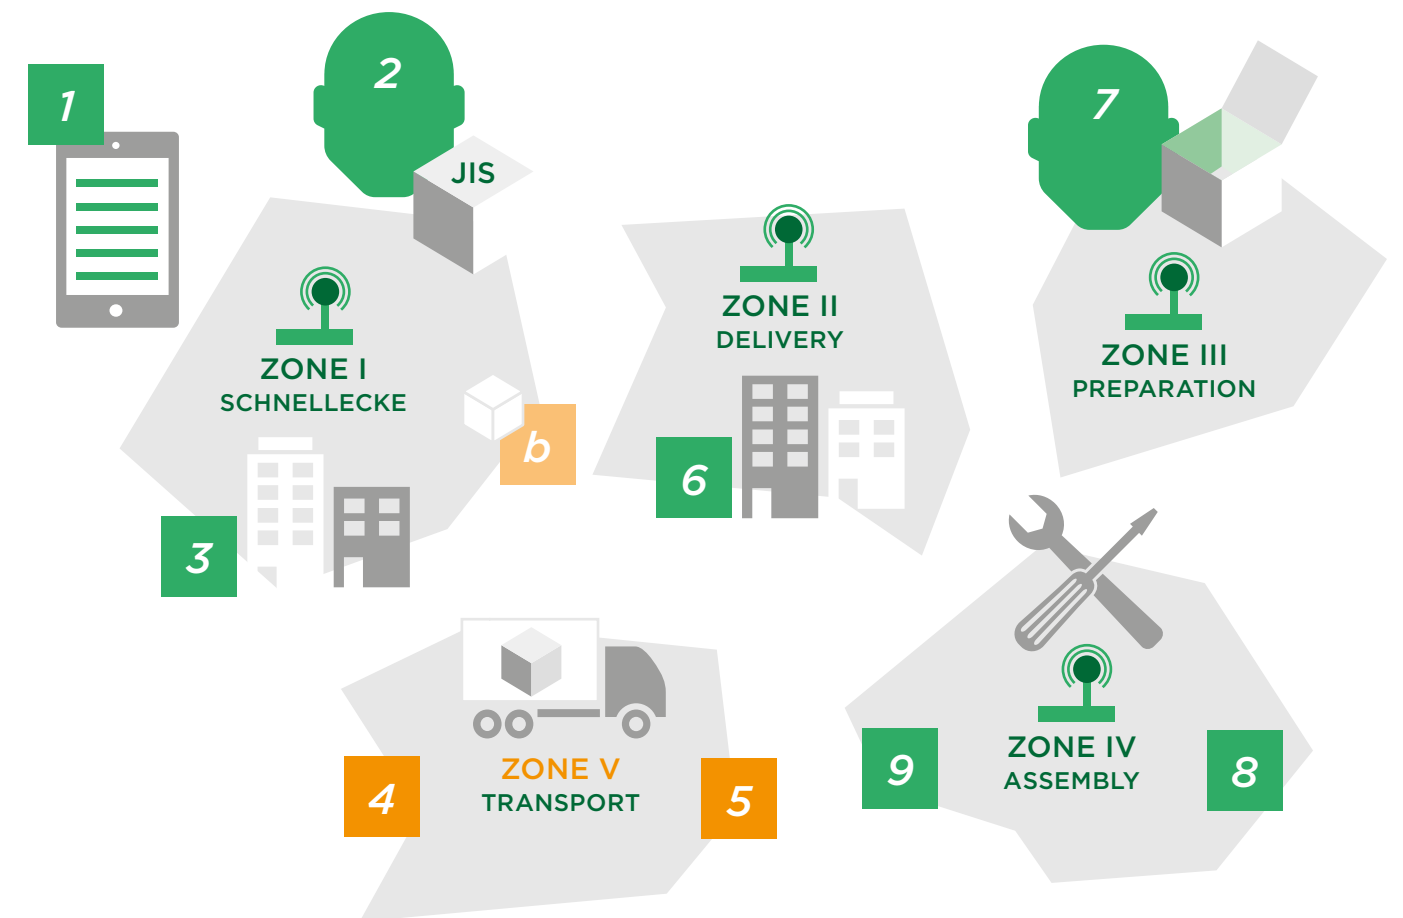 1
2
JIS
ZONE I
SCHNELLECKE
b
3
ZONE II
DELIVERY
6
7
ZONE III
PREPARATION
4
ZONE V
TRANSPORT
5
9
ZONE IV
ASSEMBLY
8